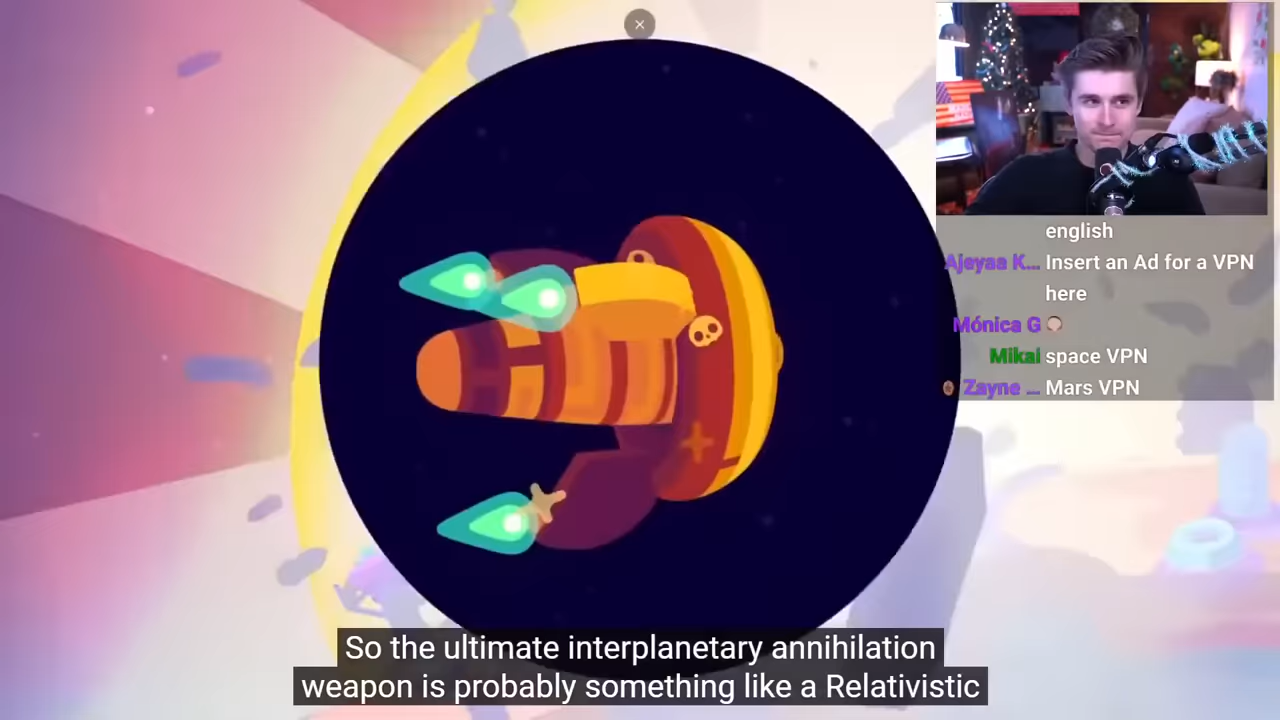 english
Ajeyaa K... Insert an Ad for a VPN
here
Mónica G
Mikai space VPN
Zayne ... Mars VPN
So the ultimate interplanetary annihilation
weapon is probably something like a Relativistic